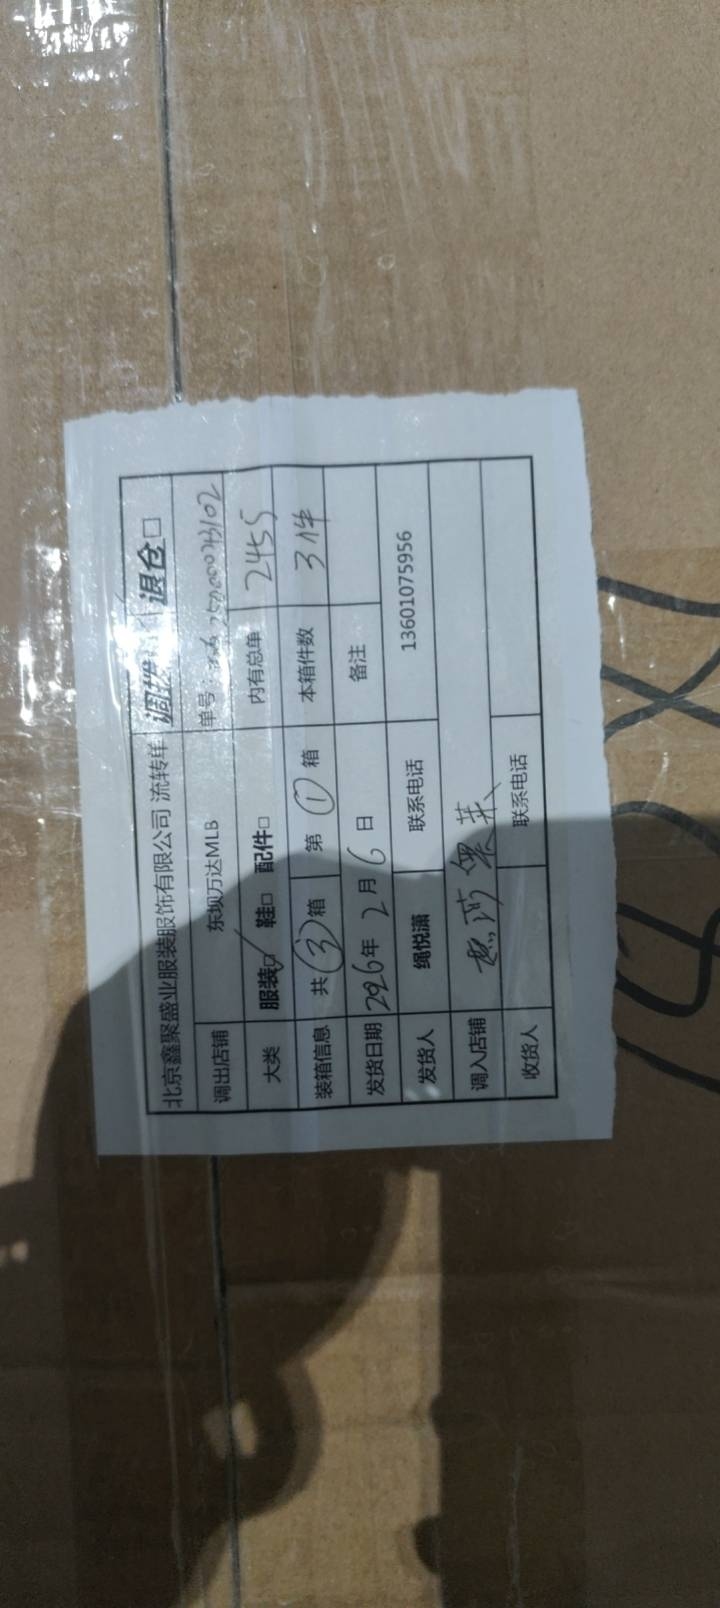 北京鑫聚盛业服装服饰有限公司 流转单 调拨 退仓□
调出店铺 东坝万达MLB 单号：
大类 服装☑ 鞋□ 配件□ 内有总单 2455
装箱信息 共③箱 第①箱 本箱件数 3件
发货日期 2026年2月6日 备注
发货人 绳悦潇 联系电话 13601075956
调入店铺
收货人 联系电话